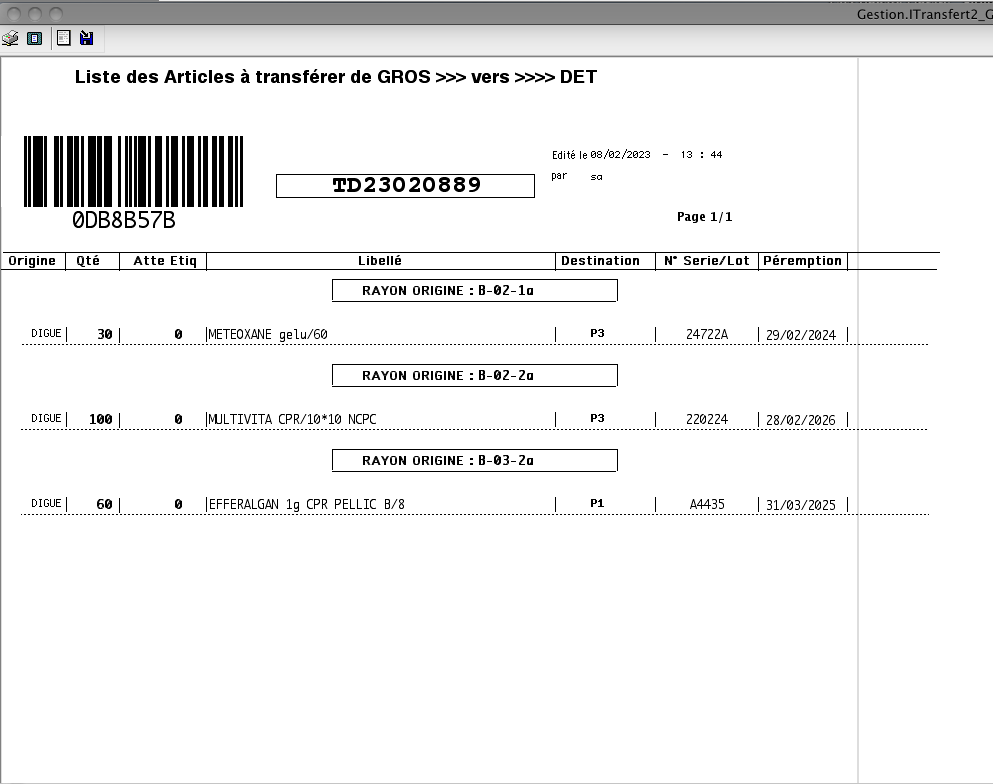 Gestion.ITransfert2_G
Liste des Articles à transférer de GROS >>> vers >>>> DET
Edité le 08/02/2023 - 13 : 44
TD23020889
par sa
0DB8B57B
Page 1/1
Origine Qté Atte Etiq Libellé Destination N° Serie/Lot Péremption
RAYON ORIGINE : B-02-1a
DIGUE 30 0 METEOXANE gelu/60 P3 24722A 29/02/2024
RAYON ORIGINE : B-02-2a
DIGUE 100 0 MULTIVITA CPR/10*10 NCPC P3 220224 28/02/2026
RAYON ORIGINE : B-03-2a
DIGUE 60 0 EFFERALGAN 1g CPR PELLIC B/8 P1 A4435 31/03/2025